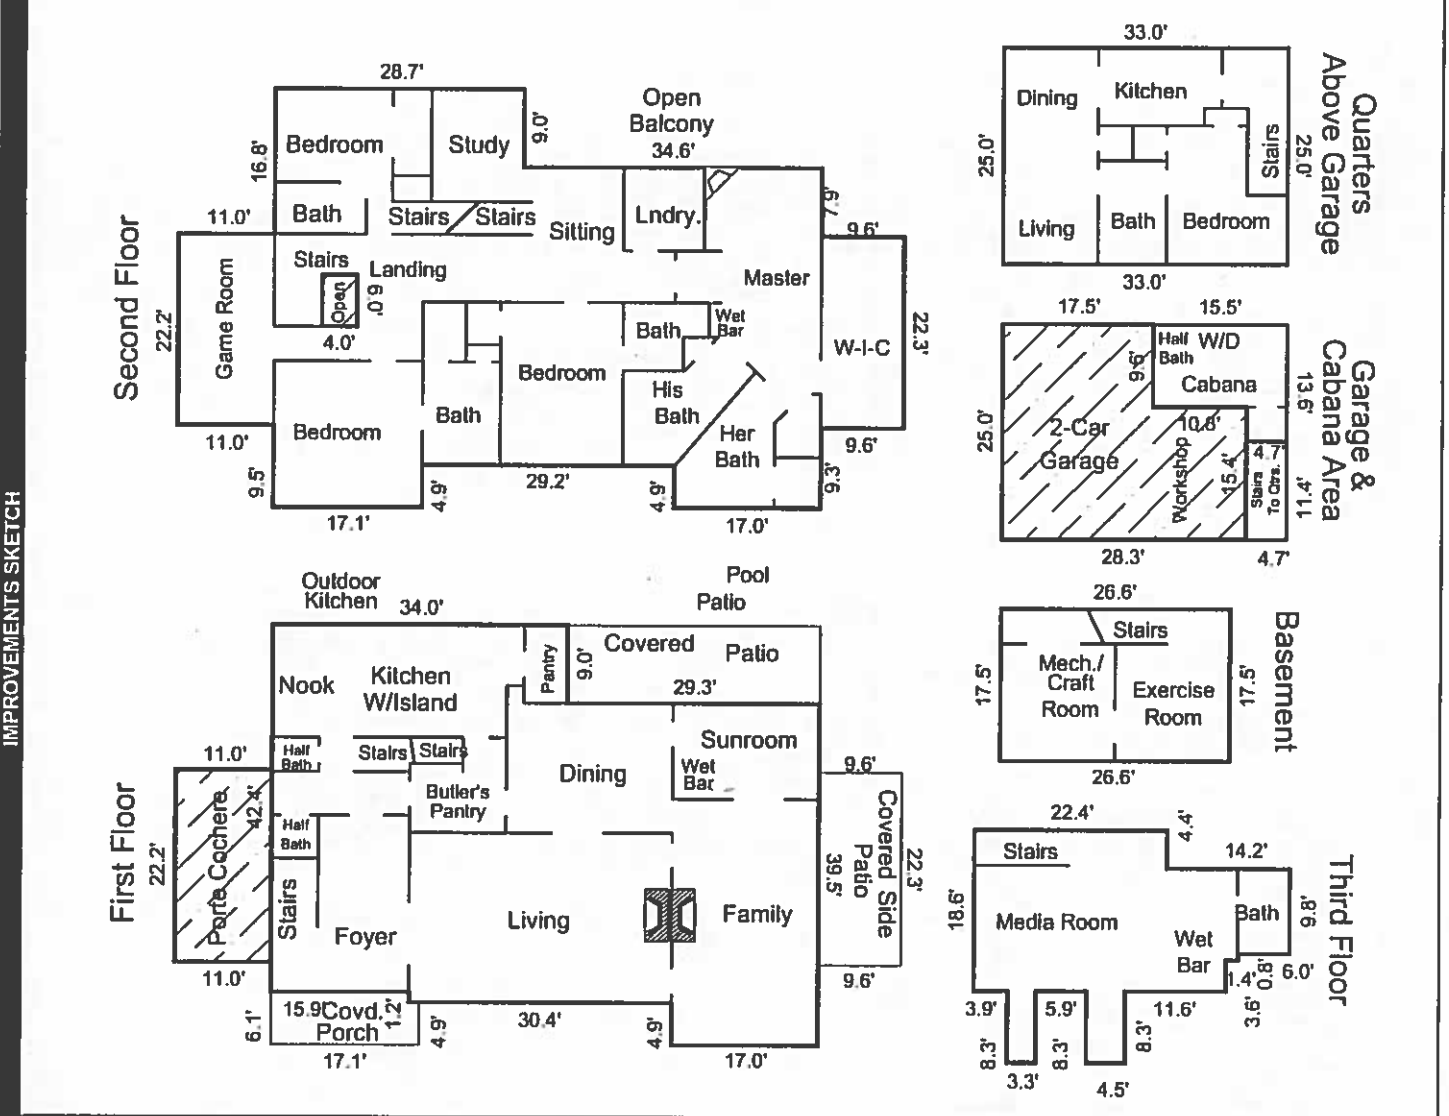 IMPROVEMENTS SKETCH
Second Floor
28.7'
16.8'
Bedroom
Study
9.0'
Open
Balcony
34.6'
11.0'
Bath
Stairs
Stairs
Sitting
Lndry.
7.9'
9.6'
Stairs
Landing
Open
6.0'
4.0'
Master
22.2'
Game Room
Bath
Wet
Bar
W-I-C
22.3'
Bedroom
His
Bath
11.0'
Bedroom
Bath
Her
Bath
9.6'
9.5'
4.9'
29.2'
4.9'
9.3'
17.1'
17.0'
First Floor
Outdoor
Kitchen
34.0'
Pool
Patio
Covered
Patio
Nook
Kitchen
W/Island
Pantry
9.0'
29.3'
11.0'
Half
Bath
Stairs
Stairs
Dining
Sunroom
Wet
Bar
9.6'
42.4'
Butler's
Pantry
22.2'
Porte Cochere
Half
Bath
Covered Side
Patio
39.5'
22.3'
Stairs
Foyer
Living
Family
11.0'
9.6'
15.9'
Covd.
Porch
1.2'
6.1'
4.9'
30.4'
4.9'
17.1'
17.0'
Quarters
Above Garage
33.0'
Dining
Kitchen
25.0'
Stairs
25.0'
Living
Bath
Bedroom
33.0'
Garage &
Cabana Area
17.5'
15.5'
Half
Bath
W/D
9.6'
Cabana
13.6'
25.0'
2-Car
Garage
10.8'
Workshop
15.4'
4.7'
Stairs
To Qtrs.
11.4'
28.3'
4.7'
Basement
26.6'
Stairs
17.5'
Mech./
Craft
Room
Exercise
Room
17.5'
26.6'
Third Floor
22.4'
4.4'
14.2'
Stairs
18.6'
Media Room
Bath
9.8'
Wet
Bar
1.4'
0.8'
6.0'
3.9'
5.9'
11.6'
3.6'
8.3'
8.3'
8.3'
3.3'
4.5'